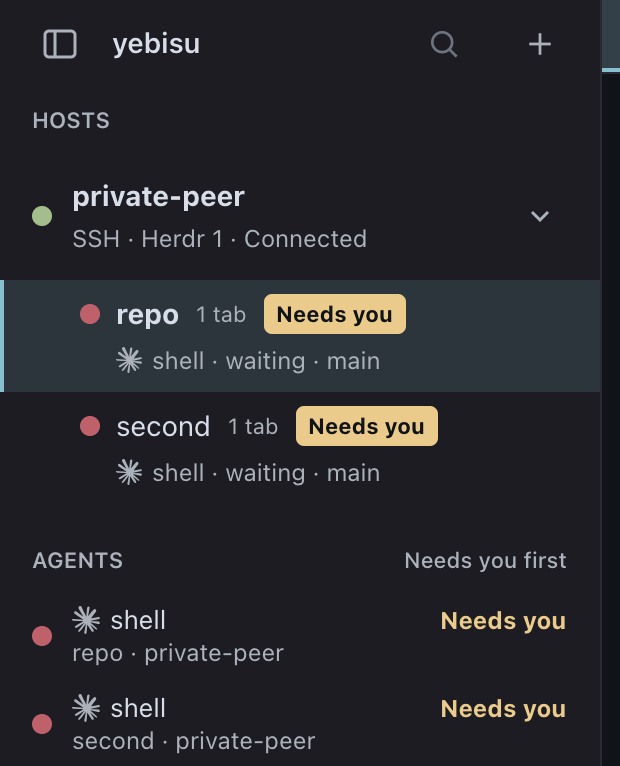 yebisu
HOSTS
private-peer
SSH · Herdr 1 · Connected
repo 1 tab Needs you
shell · waiting · main
second 1 tab Needs you
shell · waiting · main
AGENTS Needs you first
shell Needs you
repo · private-peer
shell Needs you
second · private-peer